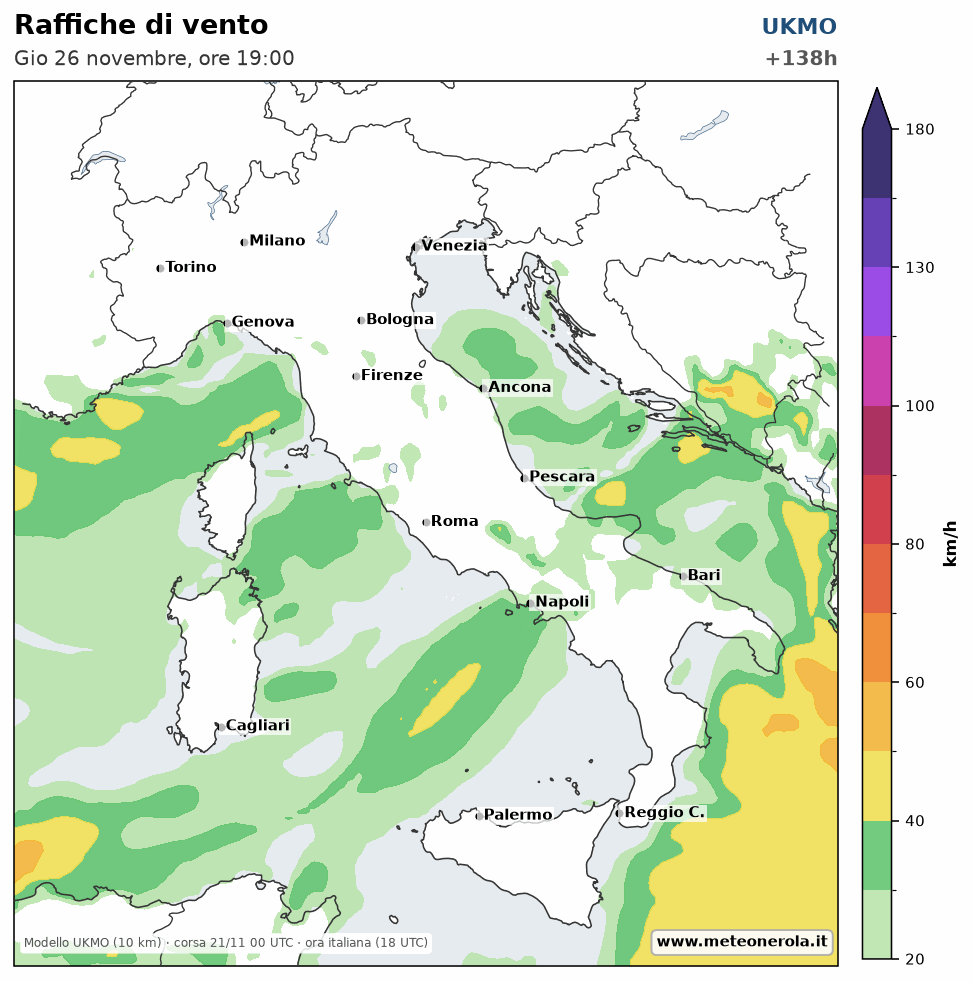 Raffiche di vento
UKMO
Gio 26 novembre, ore 19:00
+138h
Milano
Venezia
Torino
Genova
Bologna
Firenze
Ancona
Pescara
Roma
Bari
Napoli
Cagliari
Palermo
Reggio C.
180
130
100
80
60
40
20
km/h
Modello UKMO (10 km) · corsa 21/11 00 UTC · ora italiana (18 UTC)
www.meteonerola.it